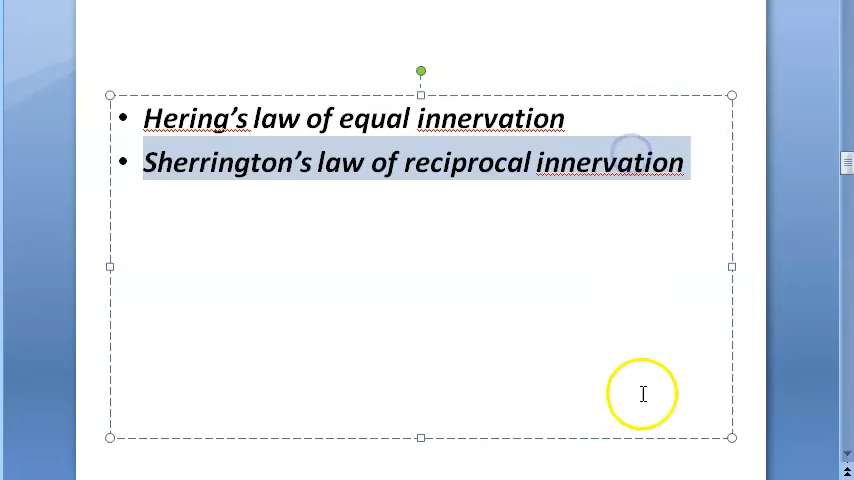 • Hering's law of equal innervation
• Sherrington's law of reciprocal innervation